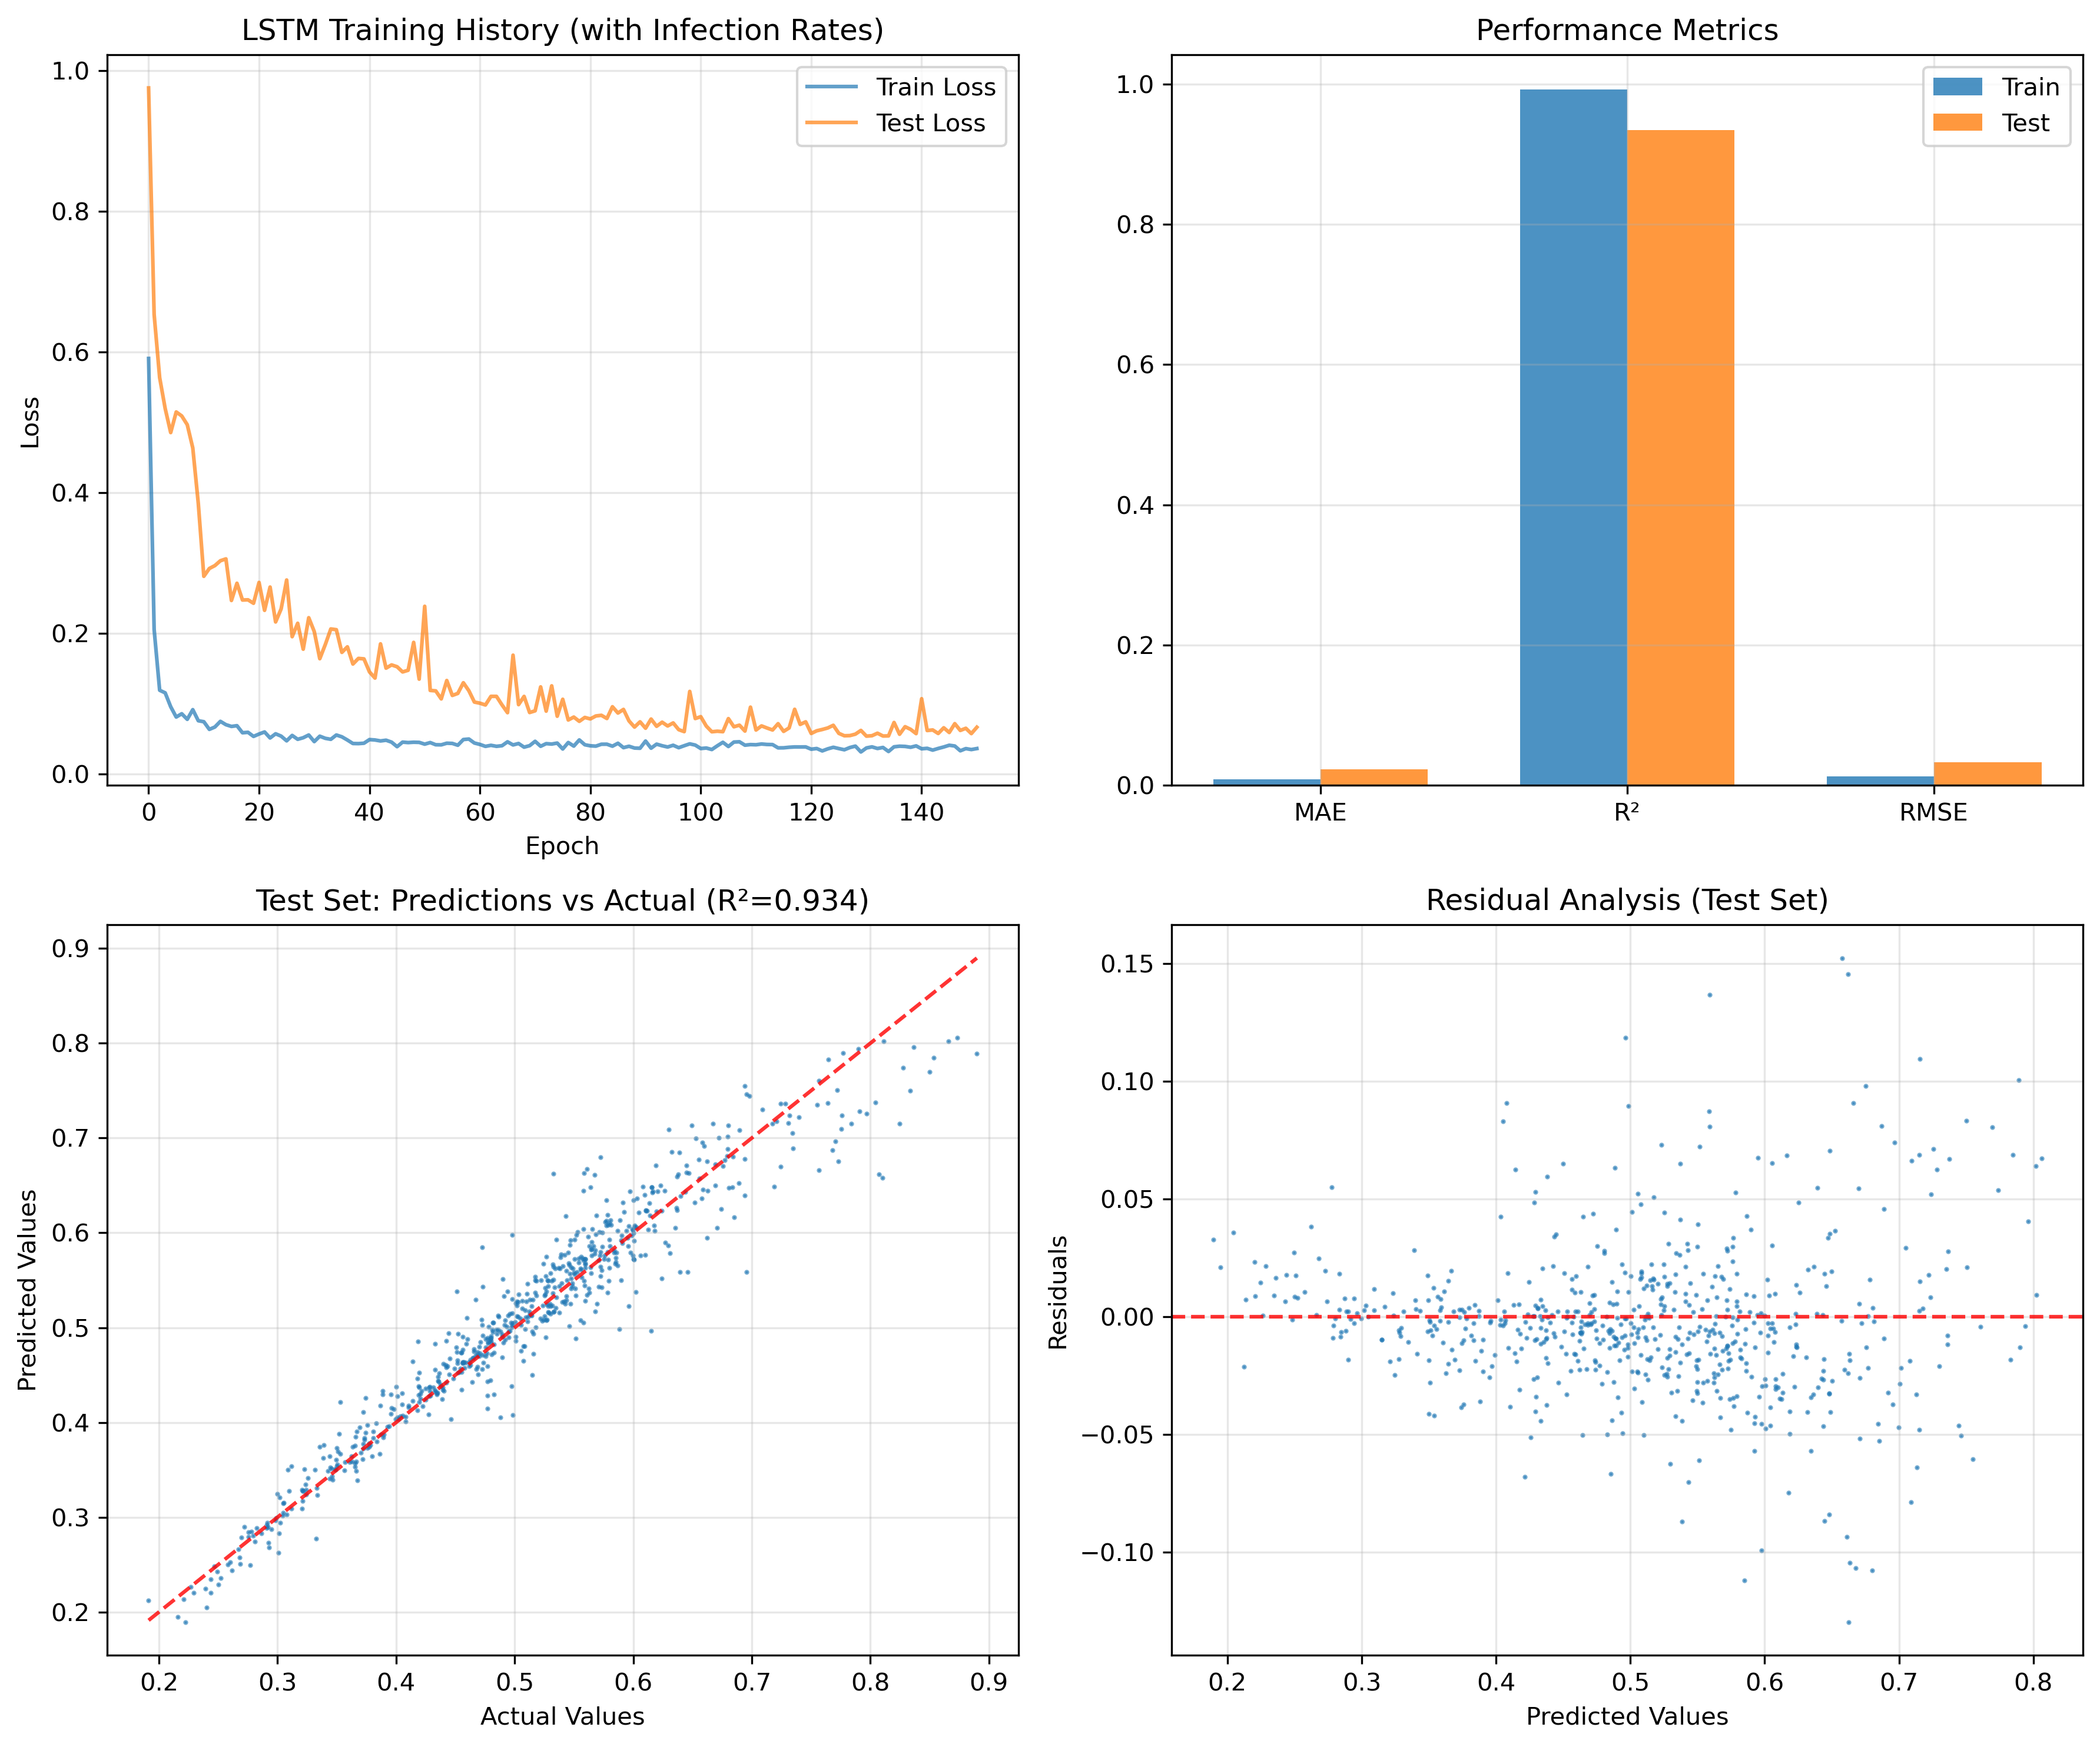 LSTM Training History (with Infection Rates)
1.0
0.8
0.6
0.4
0.2
0.0
Loss
Train Loss
Test Loss
0 20 40 60 80 100 120 140
Epoch
Performance Metrics
1.0
0.8
0.6
0.4
0.2
0.0
Train
Test
MAE R² RMSE
Test Set: Predictions vs Actual (R²=0.934)
0.9
0.8
0.7
0.6
0.5
0.4
0.3
0.2
Predicted Values
0.2 0.3 0.4 0.5 0.6 0.7 0.8 0.9
Actual Values
Residual Analysis (Test Set)
0.15
0.10
0.05
0.00
−0.05
−0.10
Residuals
0.2 0.3 0.4 0.5 0.6 0.7 0.8
Predicted Values